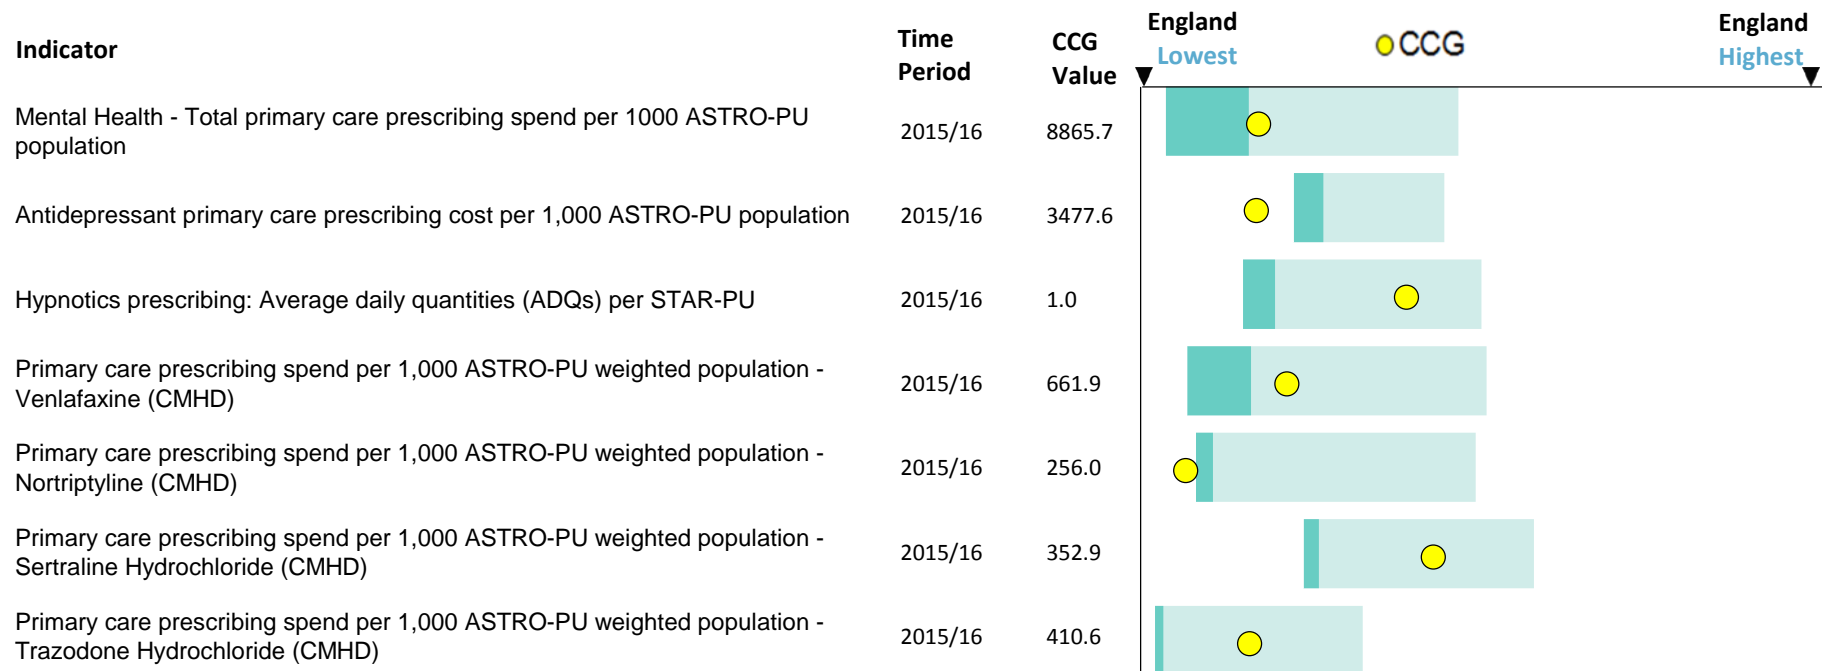 Indicator
Time
Period
CCG
Value
England
Lowest
CCG
England
Highest
Mental Health - Total primary care prescribing spend per 1000 ASTRO-PU
population
2015/16
8865.7
Antidepressant primary care prescribing cost per 1,000 ASTRO-PU population
2015/16
3477.6
Hypnotics prescribing: Average daily quantities (ADQs) per STAR-PU
2015/16
1.0
Primary care prescribing spend per 1,000 ASTRO-PU weighted population -
Venlafaxine (CMHD)
2015/16
661.9
Primary care prescribing spend per 1,000 ASTRO-PU weighted population -
Nortriptyline (CMHD)
2015/16
256.0
Primary care prescribing spend per 1,000 ASTRO-PU weighted population -
Sertraline Hydrochloride (CMHD)
2015/16
352.9
Primary care prescribing spend per 1,000 ASTRO-PU weighted population -
Trazodone Hydrochloride (CMHD)
2015/16
410.6